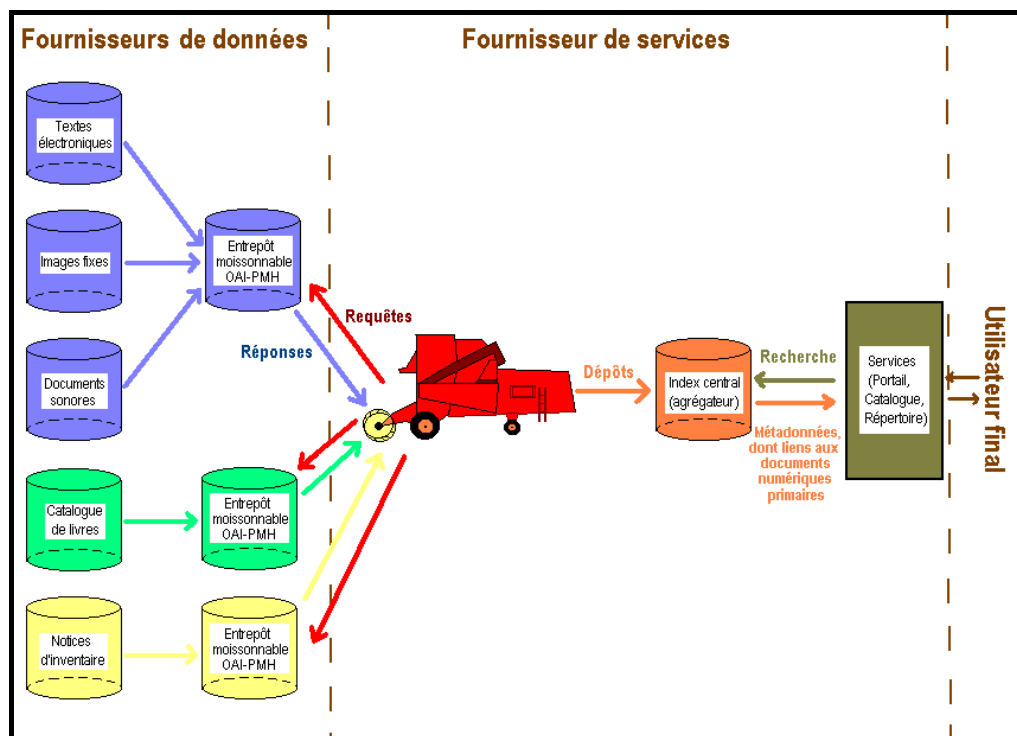 Fournisseurs de données
Fournisseur de services
Textes
électroniques
Images fixes
Entrepôt
moissonnable
OAI-PMH
Documents
sonores
Requêtes
Réponses
Dépôts
Index central
(agrégateur)
Recherche
Métadonnées,
dont liens aux
documents
numériques
primaires
Services
(Portail,
Catalogue,
Répertoire)
Utilisateur final
Catalogue
de livres
Entrepôt
moissonnable
OAI-PMH
Notices
d'inventaire
Entrepôt
moissonnable
OAI-PMH